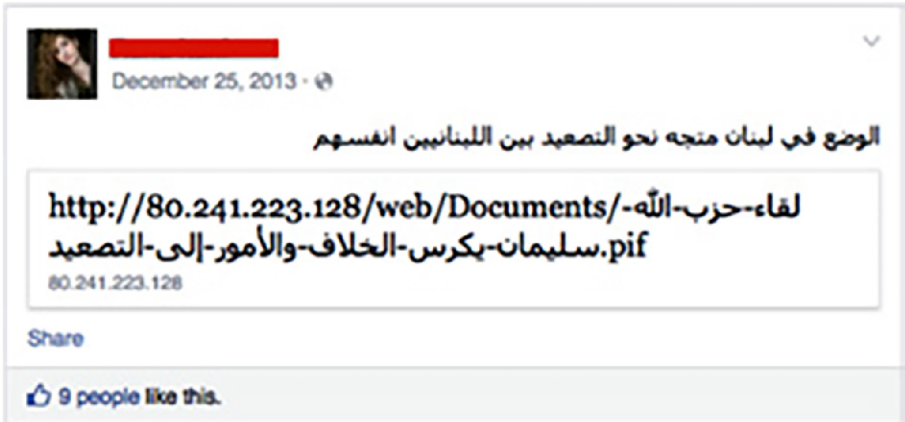 December 25, 2013
الوضع في لبنان متجه نحو التصعيد بين اللبنانيين انفسهم
http://80.241.223.128/web/Documents/لقاء-حزب-الله-
سليمان-يكرس-الخلاف-والأمور-إلى-التصعيد.pif
80.241.223.128
Share
9 people like this.